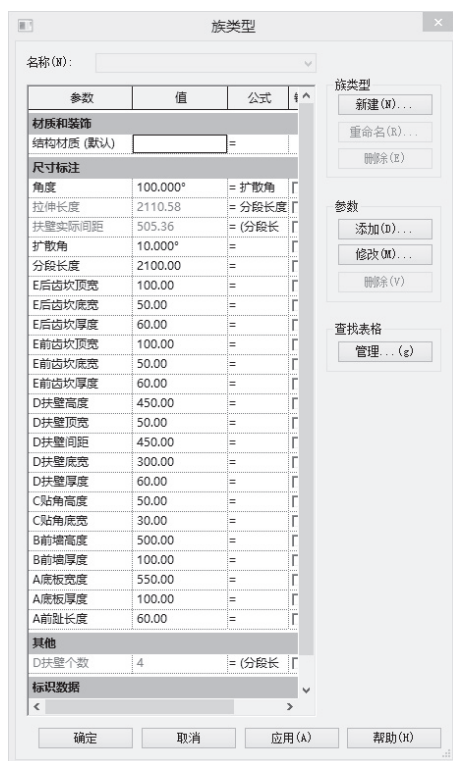 族类型
名称(N):
参数 值 公式
材质和装饰
结构材质 (默认) =
尺寸标注
角度 100.000° = 扩散角
拉伸长度 2110.58 = 分段长度
扶壁实际间距 505.36 = (分段长
扩散角 10.000° =
分段长度 2100.00 =
E后齿坎顶宽 100.00 =
E后齿坎底宽 50.00 =
E后齿坎厚度 60.00 =
E前齿坎顶宽 100.00 =
E前齿坎底宽 50.00 =
E前齿坎厚度 60.00 =
D扶壁高度 450.00 =
D扶壁顶宽 50.00 =
D扶壁间距 450.00 =
D扶壁底宽 300.00 =
D扶壁厚度 60.00 =
C贴角高度 50.00 =
C贴角底宽 30.00 =
B前墙高度 500.00 =
B前墙厚度 100.00 =
A底板宽度 550.00 =
A底板厚度 100.00 =
A前趾长度 60.00 =
其他
D扶壁个数 4 = (分段长
标识数据
族类型
新建(N)...
重命名(R)...
删除(E)
参数
添加(D)...
修改(M)...
删除(V)
查找表格
管理...(g)
确定 取消 应用(A) 帮助(H)